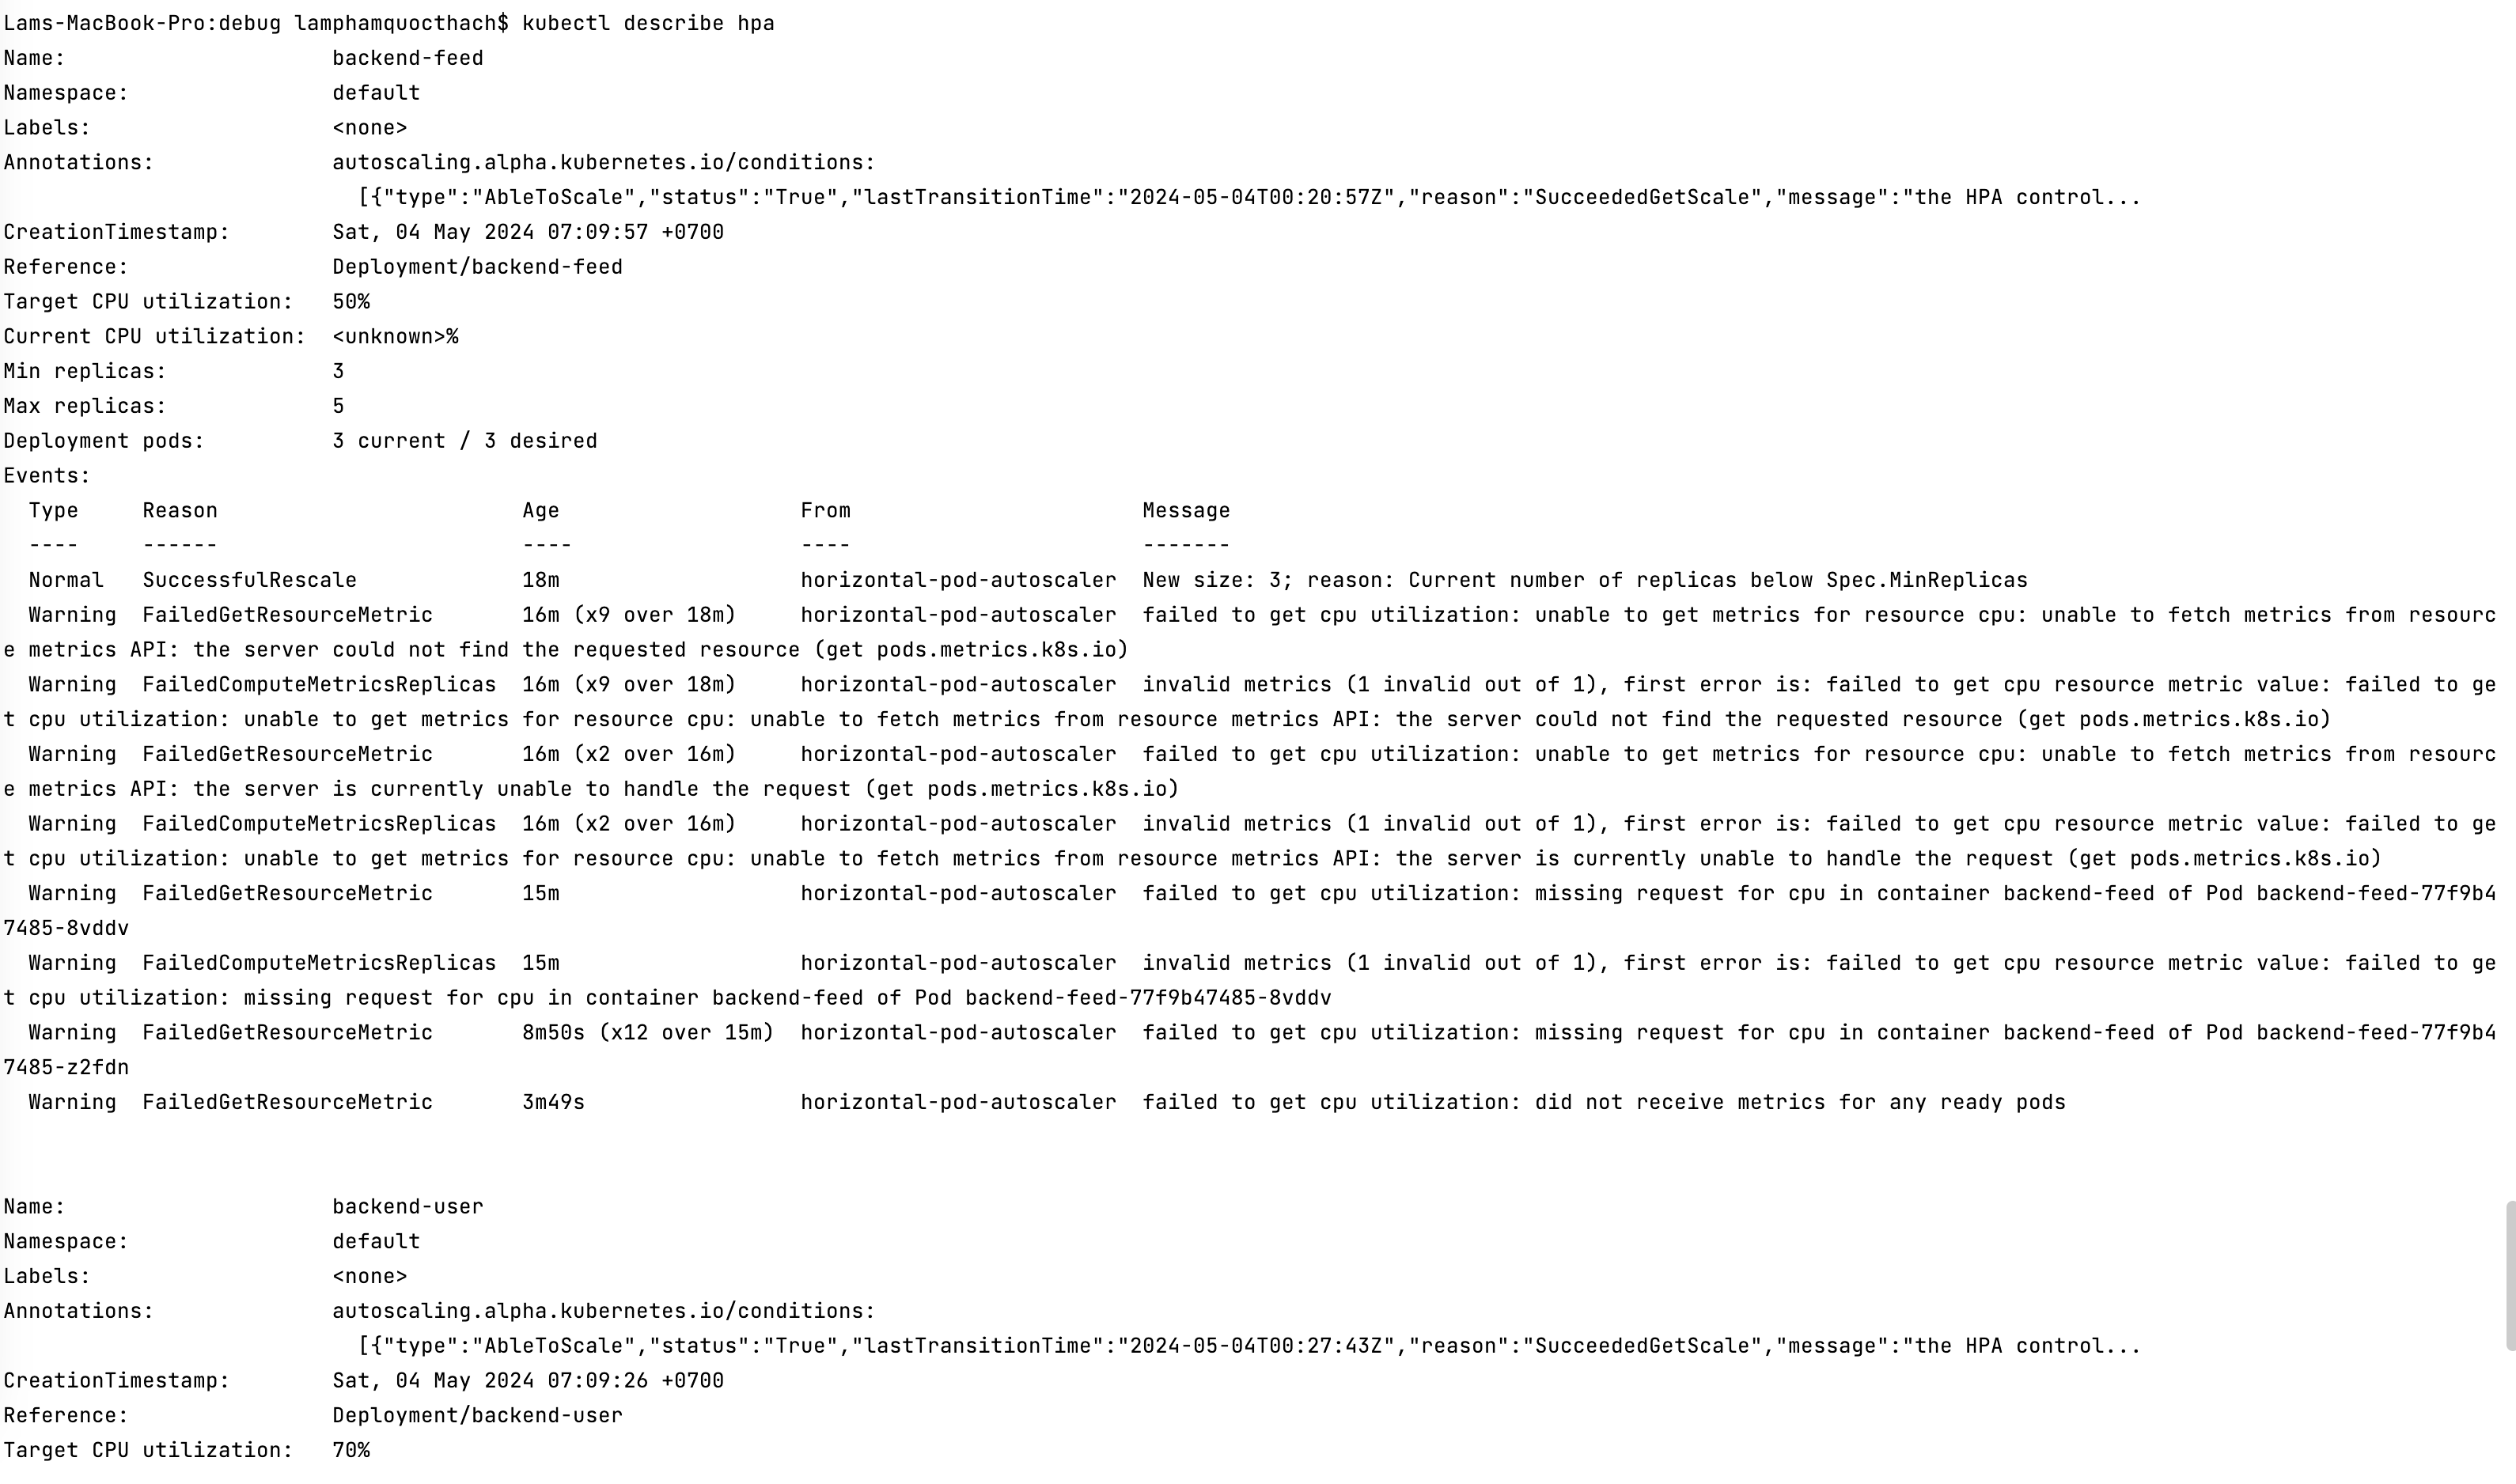 Lams-MacBook-Pro:debug lamphamquocthach$ kubectl describe hpa
Name:                     backend-feed
Namespace:                default
Labels:                   <none>
Annotations:              autoscaling.alpha.kubernetes.io/conditions:
                            [{"type":"AbleToScale","status":"True","lastTransitionTime":"2024-05-04T00:20:57Z","reason":"SucceededGetScale","message":"the HPA control...
CreationTimestamp:        Sat, 04 May 2024 07:09:57 +0700
Reference:                Deployment/backend-feed
Target CPU utilization:   50%
Current CPU utilization:  <unknown>%
Min replicas:             3
Max replicas:             5
Deployment pods:          3 current / 3 desired
Events:
  Type     Reason                        Age                   From                       Message
  ----     ------                        ----                  ----                       -------
  Normal   SuccessfulRescale             18m                   horizontal-pod-autoscaler  New size: 3; reason: Current number of replicas below Spec.MinReplicas
  Warning  FailedGetResourceMetric       16m (x9 over 18m)     horizontal-pod-autoscaler  failed to get cpu utilization: unable to get metrics for resource cpu: unable to fetch metrics from resourc
e metrics API: the server could not find the requested resource (get pods.metrics.k8s.io)
  Warning  FailedComputeMetricsReplicas  16m (x9 over 18m)     horizontal-pod-autoscaler  invalid metrics (1 invalid out of 1), first error is: failed to get cpu resource metric value: failed to ge
t cpu utilization: unable to get metrics for resource cpu: unable to fetch metrics from resource metrics API: the server could not find the requested resource (get pods.metrics.k8s.io)
  Warning  FailedGetResourceMetric       16m (x2 over 16m)     horizontal-pod-autoscaler  failed to get cpu utilization: unable to get metrics for resource cpu: unable to fetch metrics from resourc
e metrics API: the server is currently unable to handle the request (get pods.metrics.k8s.io)
  Warning  FailedComputeMetricsReplicas  16m (x2 over 16m)     horizontal-pod-autoscaler  invalid metrics (1 invalid out of 1), first error is: failed to get cpu resource metric value: failed to ge
t cpu utilization: unable to get metrics for resource cpu: unable to fetch metrics from resource metrics API: the server is currently unable to handle the request (get pods.metrics.k8s.io)
  Warning  FailedGetResourceMetric       15m                   horizontal-pod-autoscaler  failed to get cpu utilization: missing request for cpu in container backend-feed of Pod backend-feed-77f9b4
7485-8vddv
  Warning  FailedComputeMetricsReplicas  15m                   horizontal-pod-autoscaler  invalid metrics (1 invalid out of 1), first error is: failed to get cpu resource metric value: failed to ge
t cpu utilization: missing request for cpu in container backend-feed of Pod backend-feed-77f9b47485-8vddv
  Warning  FailedGetResourceMetric       8m50s (x12 over 15m)  horizontal-pod-autoscaler  failed to get cpu utilization: missing request for cpu in container backend-feed of Pod backend-feed-77f9b4
7485-z2fdn
  Warning  FailedGetResourceMetric       3m49s                 horizontal-pod-autoscaler  failed to get cpu utilization: did not receive metrics for any ready pods
Name:                     backend-user
Namespace:                default
Labels:                   <none>
Annotations:              autoscaling.alpha.kubernetes.io/conditions:
                            [{"type":"AbleToScale","status":"True","lastTransitionTime":"2024-05-04T00:27:43Z","reason":"SucceededGetScale","message":"the HPA control...
CreationTimestamp:        Sat, 04 May 2024 07:09:26 +0700
Reference:                Deployment/backend-user
Target CPU utilization:   70%